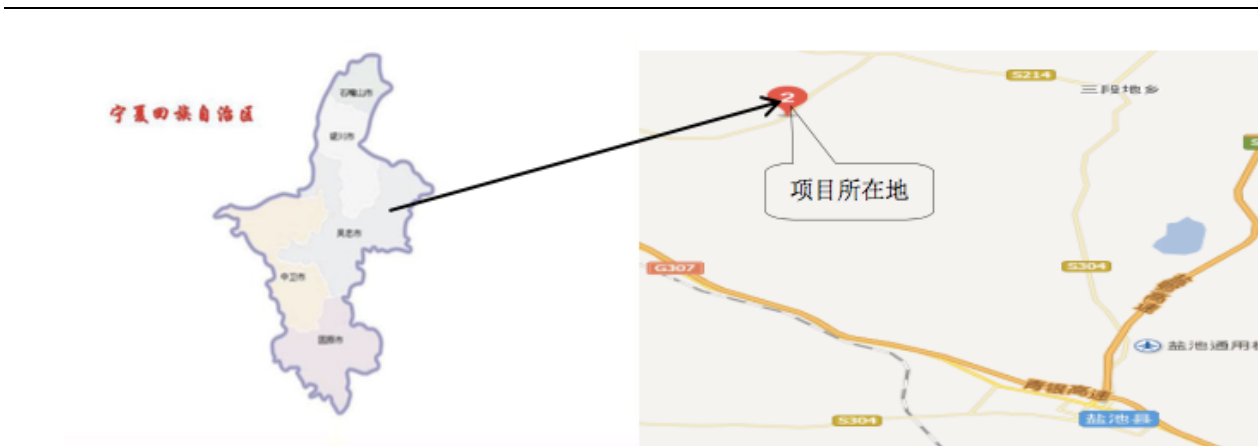 宁夏回族自治区
石嘴山市
银川市
吴忠市
中卫市
固原市
S214
三段地乡
2
项目所在地
G307
S304
盐池通用
青银高速
S304
盐池县